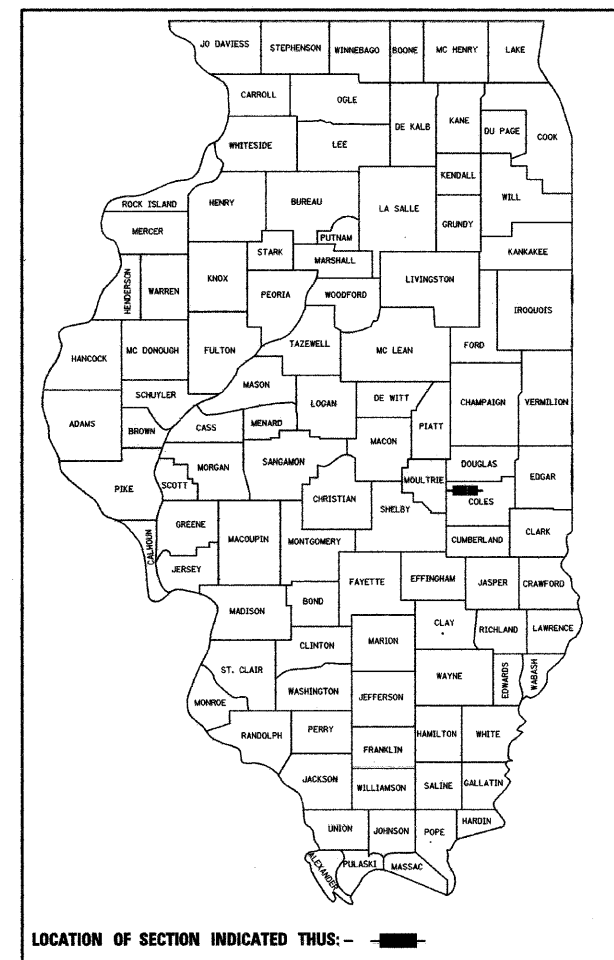 JO DAVIESS STEPHENSON WINNEBAGO BOONE MC HENRY LAKE
CARROLL OGLE
DE KALB KANE DU PAGE COOK
WHITESIDE LEE
KENDALL
ROCK ISLAND HENRY BUREAU LA SALLE GRUNDY WILL
MERCER PUTNAM
STARK MARSHALL KANKAKEE
HENDERSON WARREN KNOX PEORIA WOODFORD LIVINGSTON IROQUOIS
HANCOCK MC DONOUGH FULTON TAZEWELL MC LEAN FORD
MASON
SCHUYLER LOGAN DE WITT CHAMPAIGN VERMILION
ADAMS BROWN CASS MENARD PIATT
MACON
MORGAN SANGAMON DOUGLAS
PIKE SCOTT CHRISTIAN MOULTRIE EDGAR
SHELBY COLES
CALHOUN GREENE MACOUPIN MONTGOMERY CUMBERLAND CLARK
JERSEY
FAYETTE EFFINGHAM JASPER CRAWFORD
MADISON BOND
CLAY RICHLAND LAWRENCE
CLINTON MARION
ST. CLAIR WAYNE EDWARDS WABASH
MONROE WASHINGTON JEFFERSON
RANDOLPH PERRY HAMILTON WHITE
FRANKLIN
JACKSON WILLIAMSON SALINE GALLATIN
UNION JOHNSON POPE HARDIN
ALEXANDER PULASKI MASSAC
LOCATION OF SECTION INDICATED THUS: -